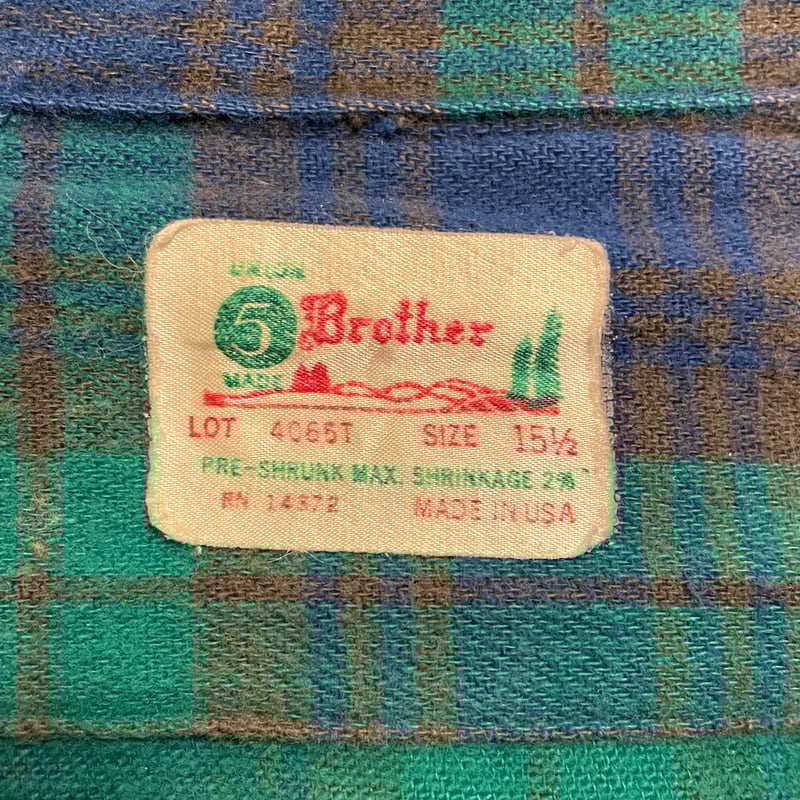 UNION
5 Brother
MADE
LOT 4065T SIZE 15½
PRE-SHRUNK MAX. SHRINKAGE 2%
RN 14372
MADE IN USA